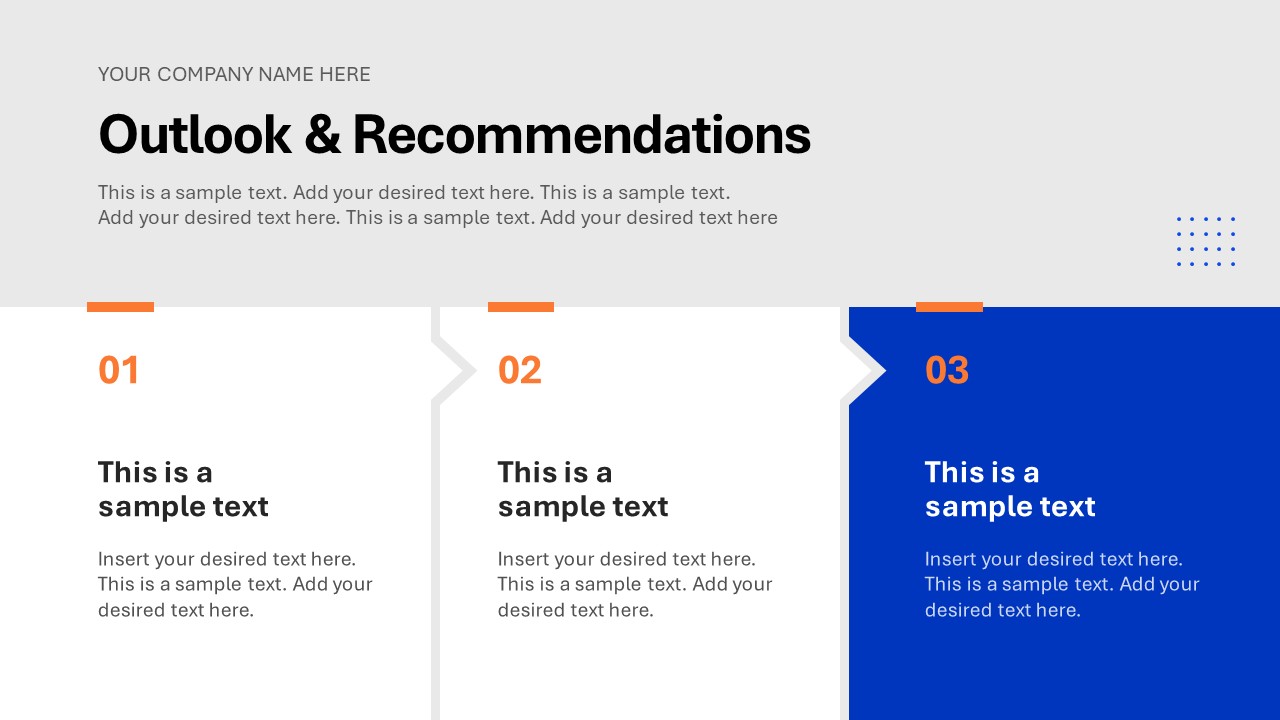 YOUR COMPANY NAME HERE
Outlook & Recommendations
This is a sample text. Add your desired text here. This is a sample text.
Add your desired text here. This is a sample text. Add your desired text here
01
This is a
sample text
Insert your desired text here.
This is a sample text. Add your
desired text here.
02
This is a
sample text
Insert your desired text here.
This is a sample text. Add your
desired text here.
03
This is a
sample text
Insert your desired text here.
This is a sample text. Add your
desired text here.